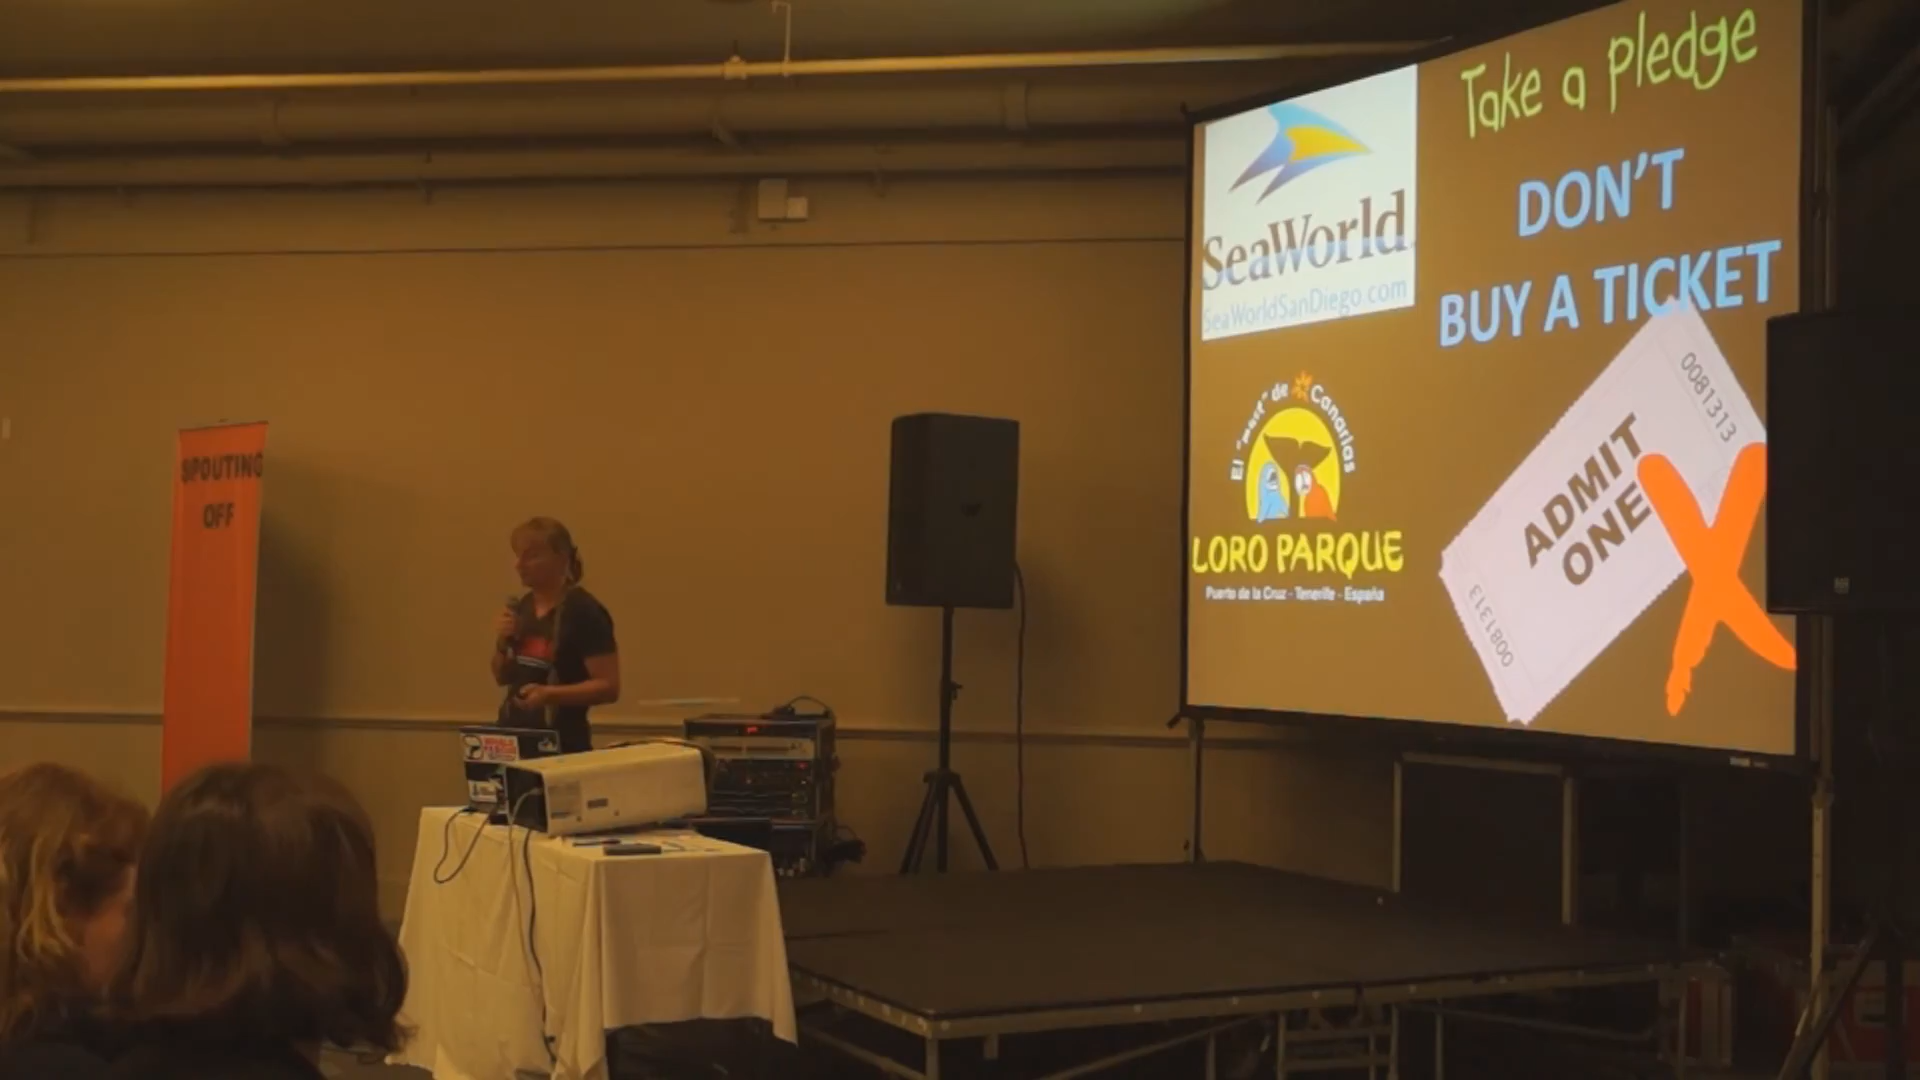 Take a pledge
DON'T
BUY A TICKET
SeaWorld
SeaWorldSanDiego.com
El "must" de Canarias
LORO PARQUE
Puerto de la Cruz - Tenerife - España
0081313
ADMIT
ONE
0081313
SPOUTING
OFF